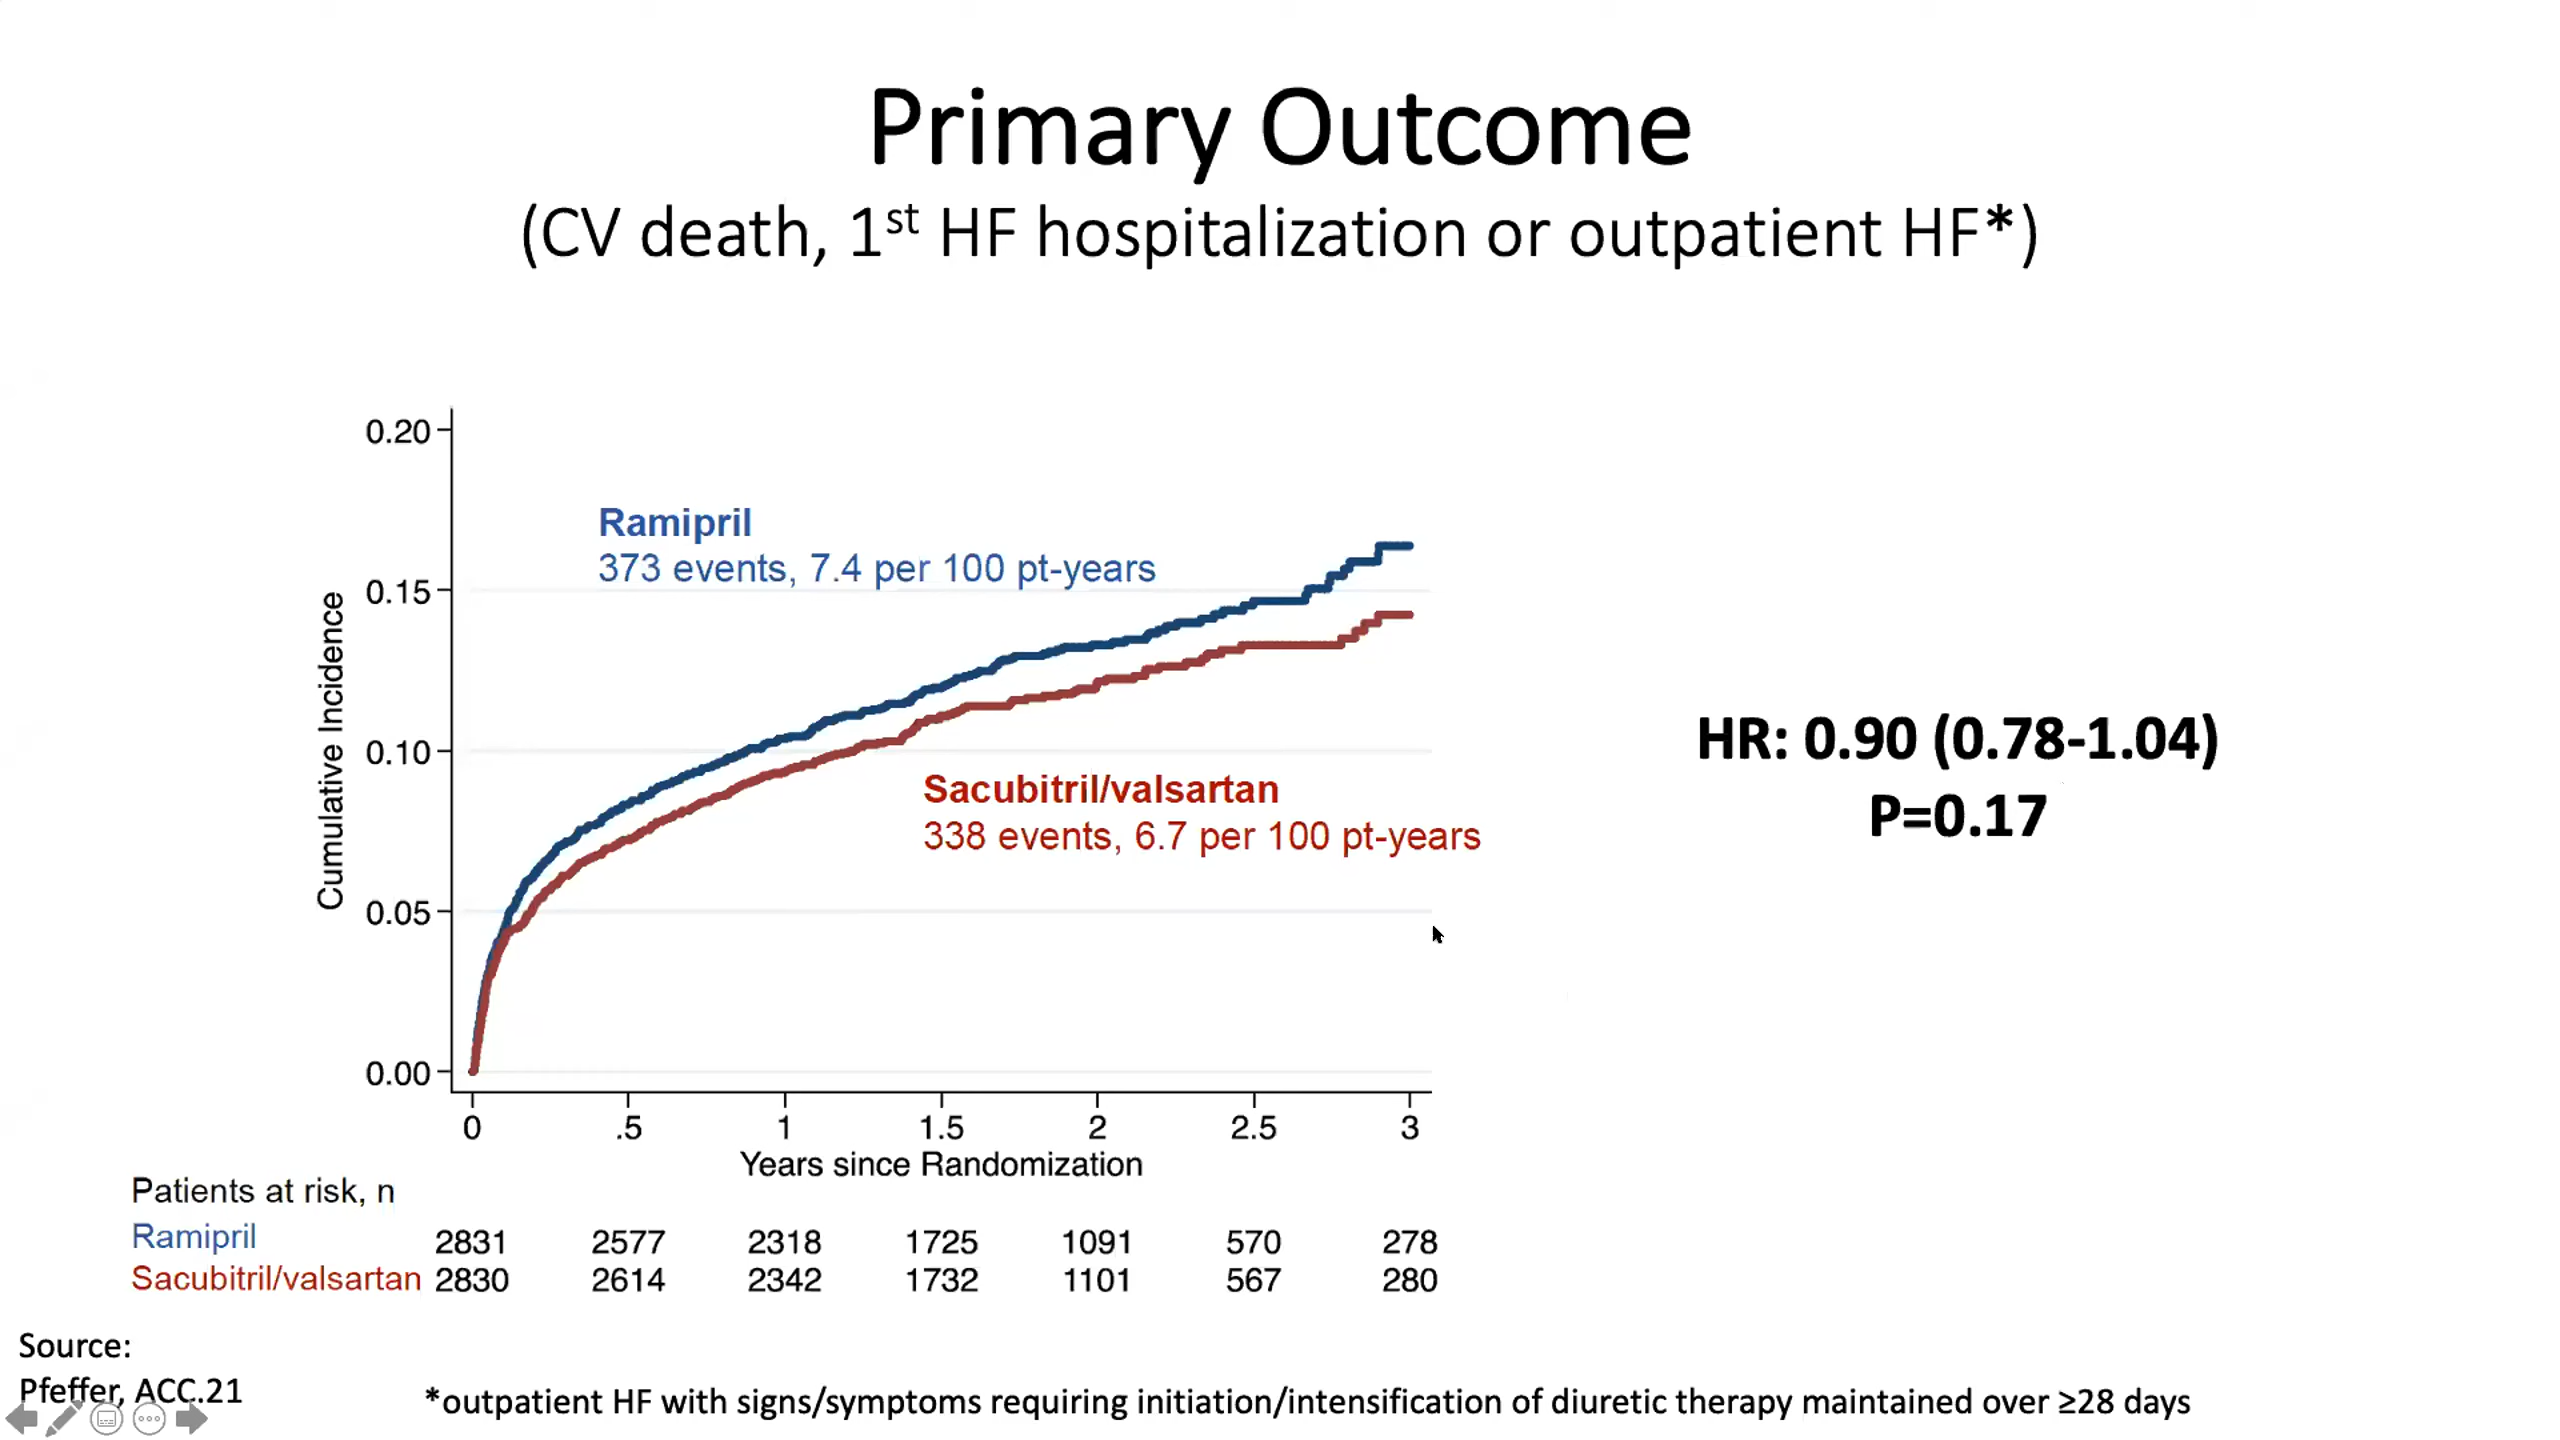 Primary Outcome
(CV death, 1st HF hospitalization or outpatient HF*)
0.20
0.15
0.10
0.05
0.00
Cumulative Incidence
Ramipril
373 events, 7.4 per 100 pt-years
Sacubitril/valsartan
338 events, 6.7 per 100 pt-years
HR: 0.90 (0.78-1.04)
P=0.17
0 .5 1 1.5 2 2.5 3
Years since Randomization
Patients at risk, n
Ramipril 2831 2577 2318 1725 1091 570 278
Sacubitril/valsartan 2830 2614 2342 1732 1101 567 280
Source:
Pfeffer, ACC.21
*outpatient HF with signs/symptoms requiring initiation/intensification of diuretic therapy maintained over ≥28 days